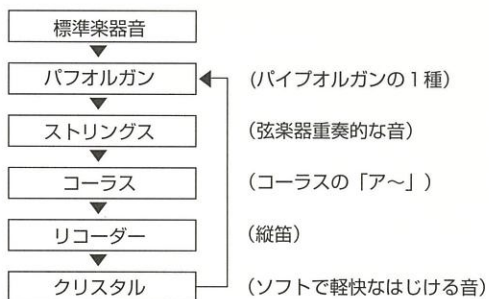 標準楽器音
パフオルガン (パイプオルガンの1種)
ストリングス (弦楽器重奏的な音)
コーラス (コーラスの「ア〜」)
リコーダー (縦笛)
クリスタル (ソフトで軽快なはじける音)